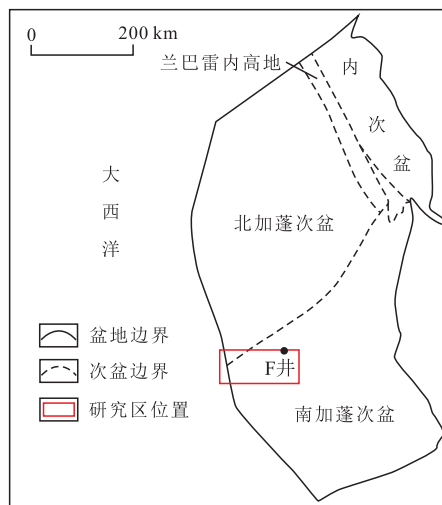 0 200 km
兰巴雷内高地
内次盆
大西洋
北加蓬次盆
盆地边界
次盆边界
研究区位置
F井
南加蓬次盆